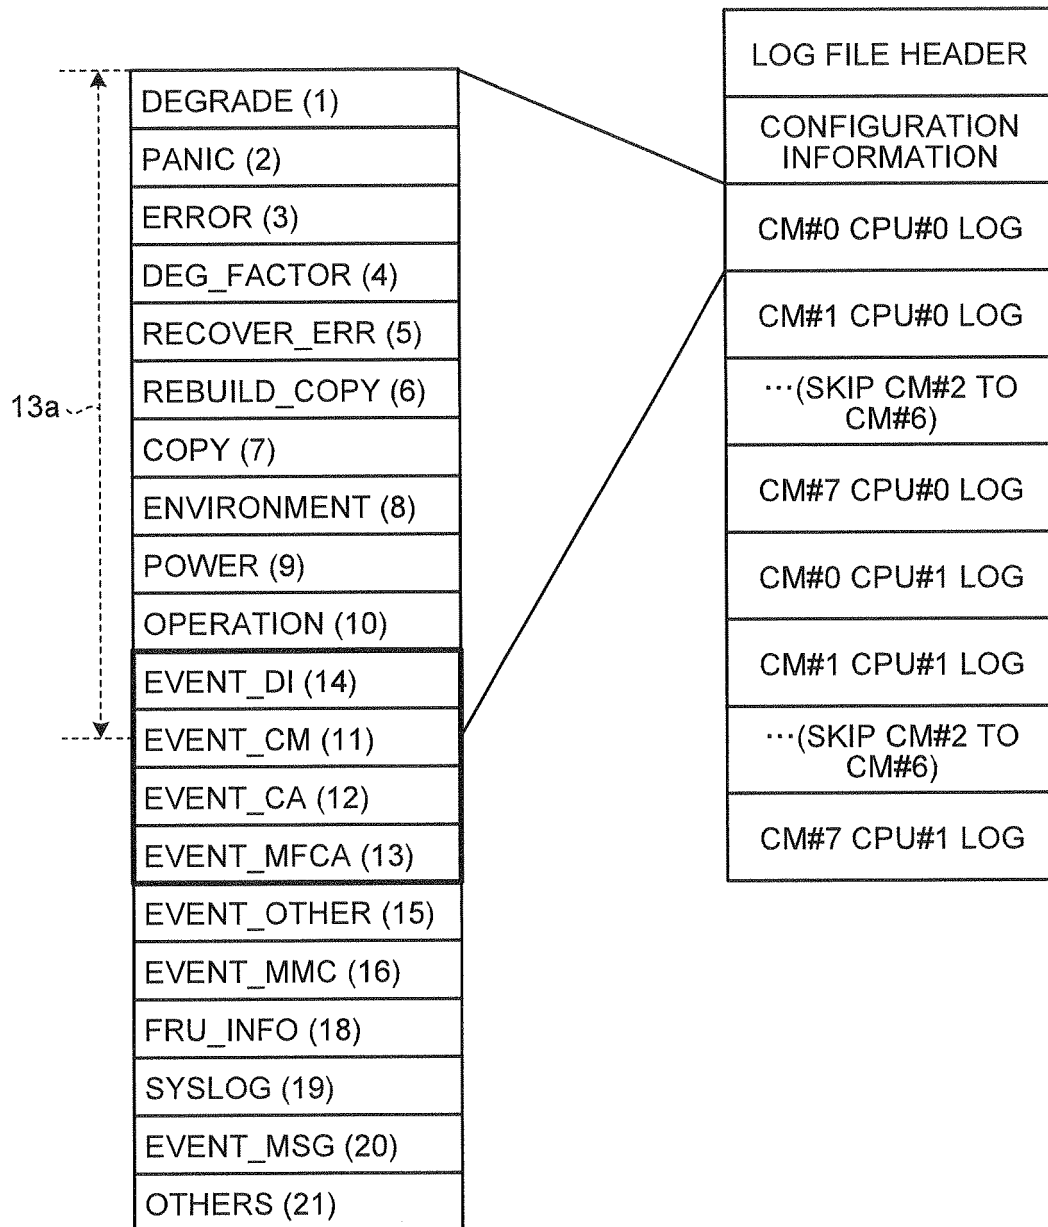 13a
DEGRADE (1)
PANIC (2)
ERROR (3)
DEG_FACTOR (4)
RECOVER_ERR (5)
REBUILD_COPY (6)
COPY (7)
ENVIRONMENT (8)
POWER (9)
OPERATION (10)
EVENT_DI (14)
EVENT_CM (11)
EVENT_CA (12)
EVENT_MFCA (13)
EVENT_OTHER (15)
EVENT_MMC (16)
FRU_INFO (18)
SYSLOG (19)
EVENT_MSG (20)
OTHERS (21)
LOG FILE HEADER
CONFIGURATION
INFORMATION
CM#0 CPU#0 LOG
CM#1 CPU#0 LOG
···(SKIP CM#2 TO
CM#6)
CM#7 CPU#0 LOG
CM#0 CPU#1 LOG
CM#1 CPU#1 LOG
···(SKIP CM#2 TO
CM#6)
CM#7 CPU#1 LOG